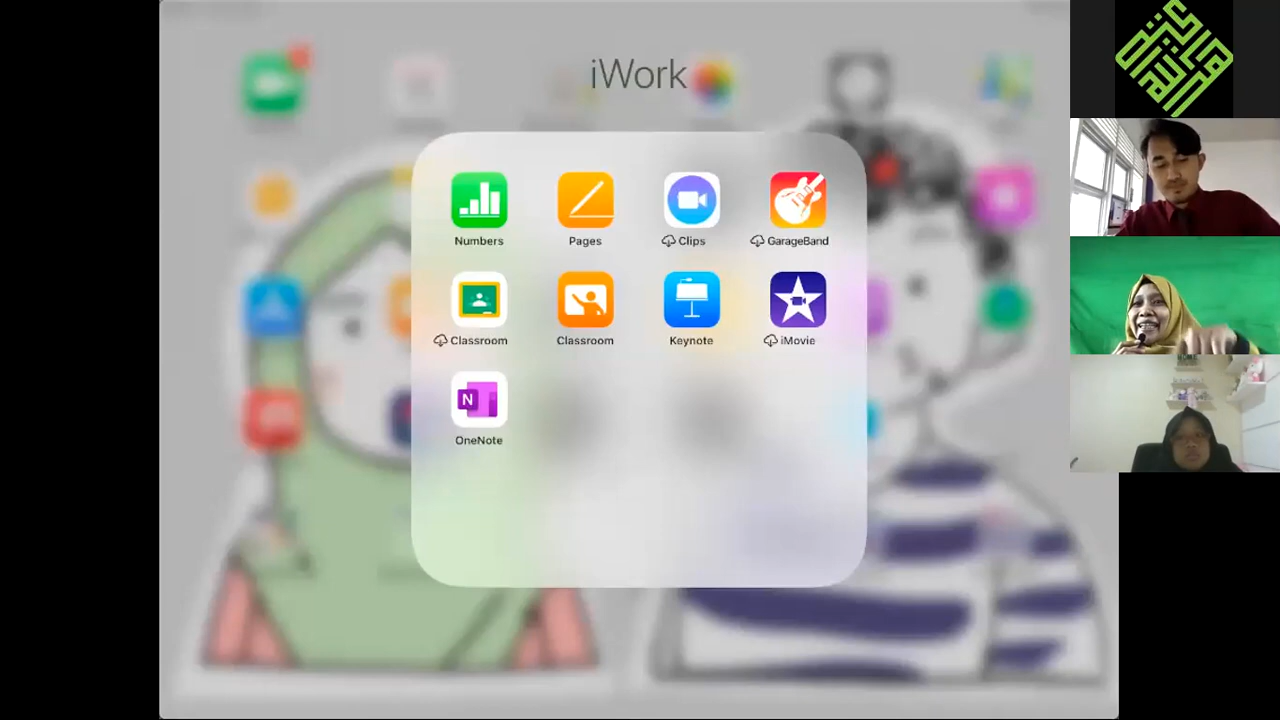 iWork
Numbers
Pages
Clips
GarageBand
Classroom
Classroom
Keynote
iMovie
N
OneNote